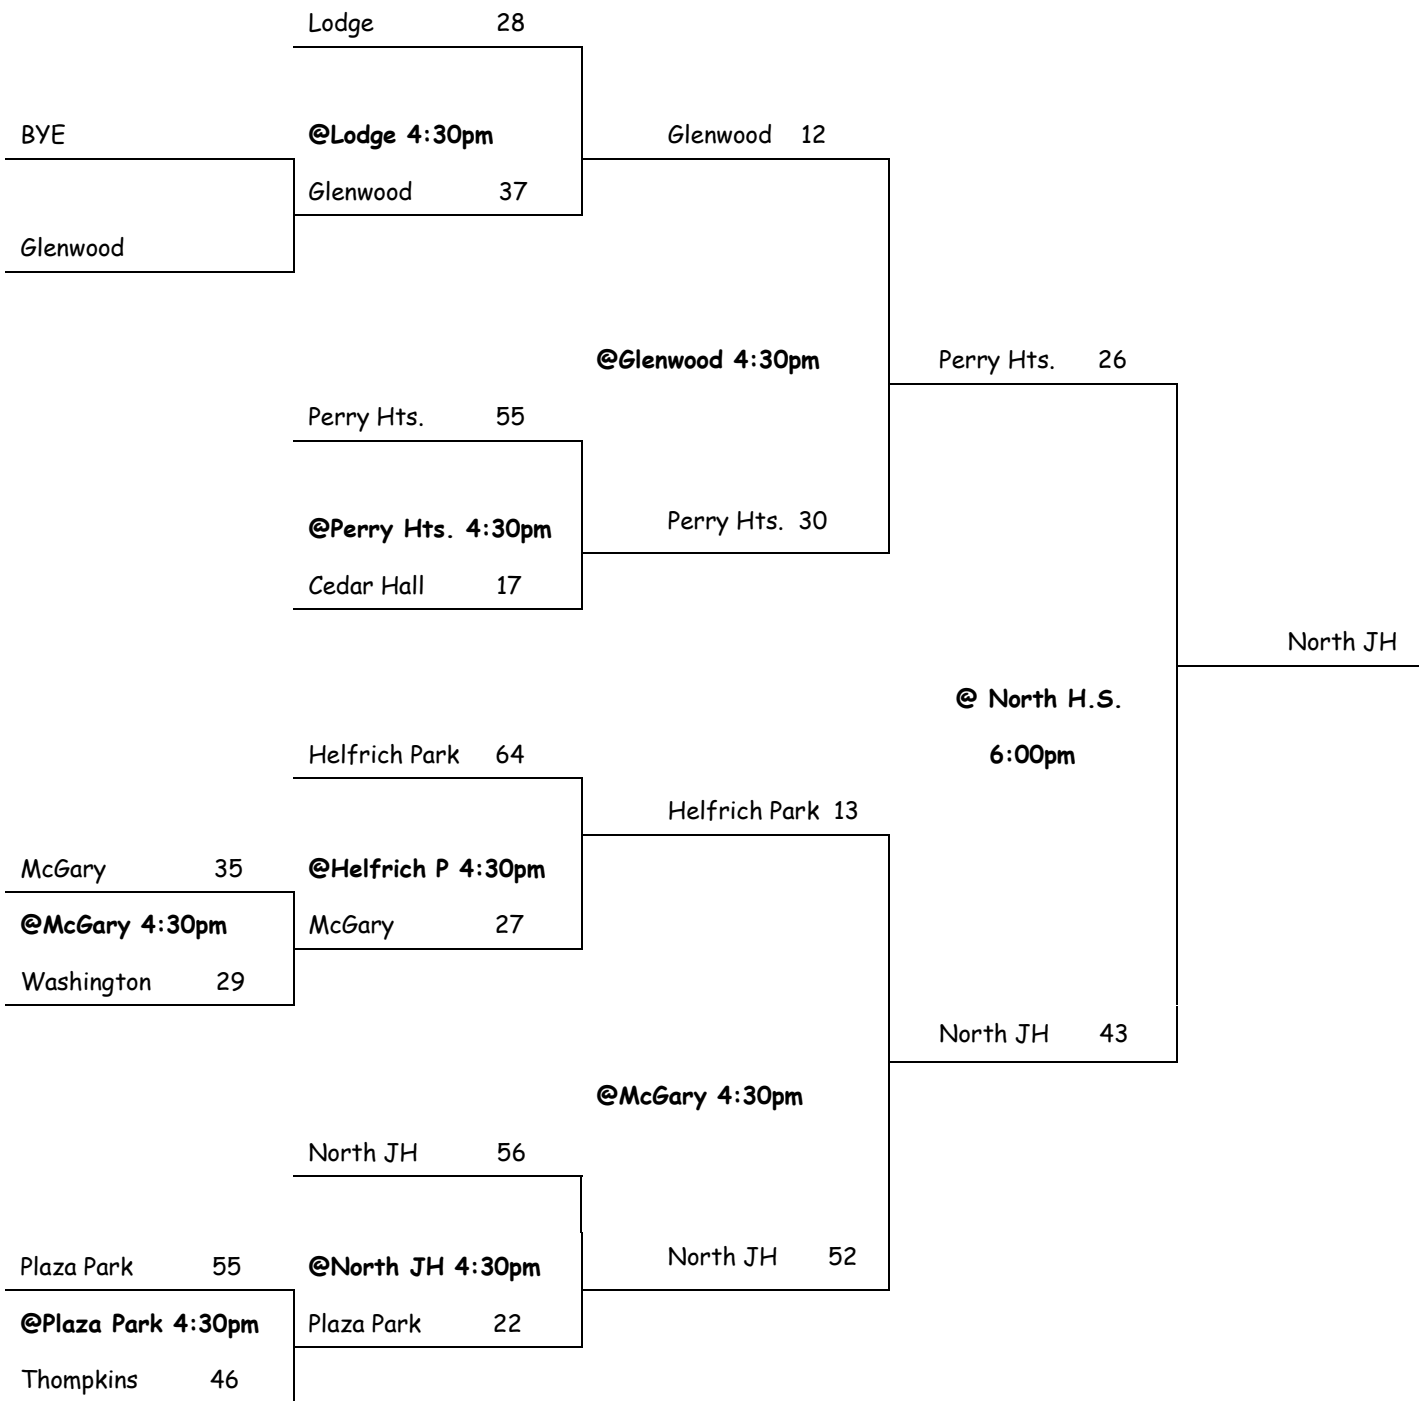 Lodge 28
BYE
@Lodge 4:30pm
Glenwood 12
Glenwood 37
Glenwood
@Glenwood 4:30pm
Perry Hts. 26
Perry Hts. 55
@Perry Hts. 4:30pm
Perry Hts. 30
Cedar Hall 17
North JH
@ North H.S.
6:00pm
Helfrich Park 64
Helfrich Park 13
McGary 35
@Helfrich P 4:30pm
@McGary 4:30pm
McGary 27
Washington 29
North JH 43
@McGary 4:30pm
North JH 56
North JH 52
Plaza Park 55
@North JH 4:30pm
@Plaza Park 4:30pm
Plaza Park 22
Thompkins 46